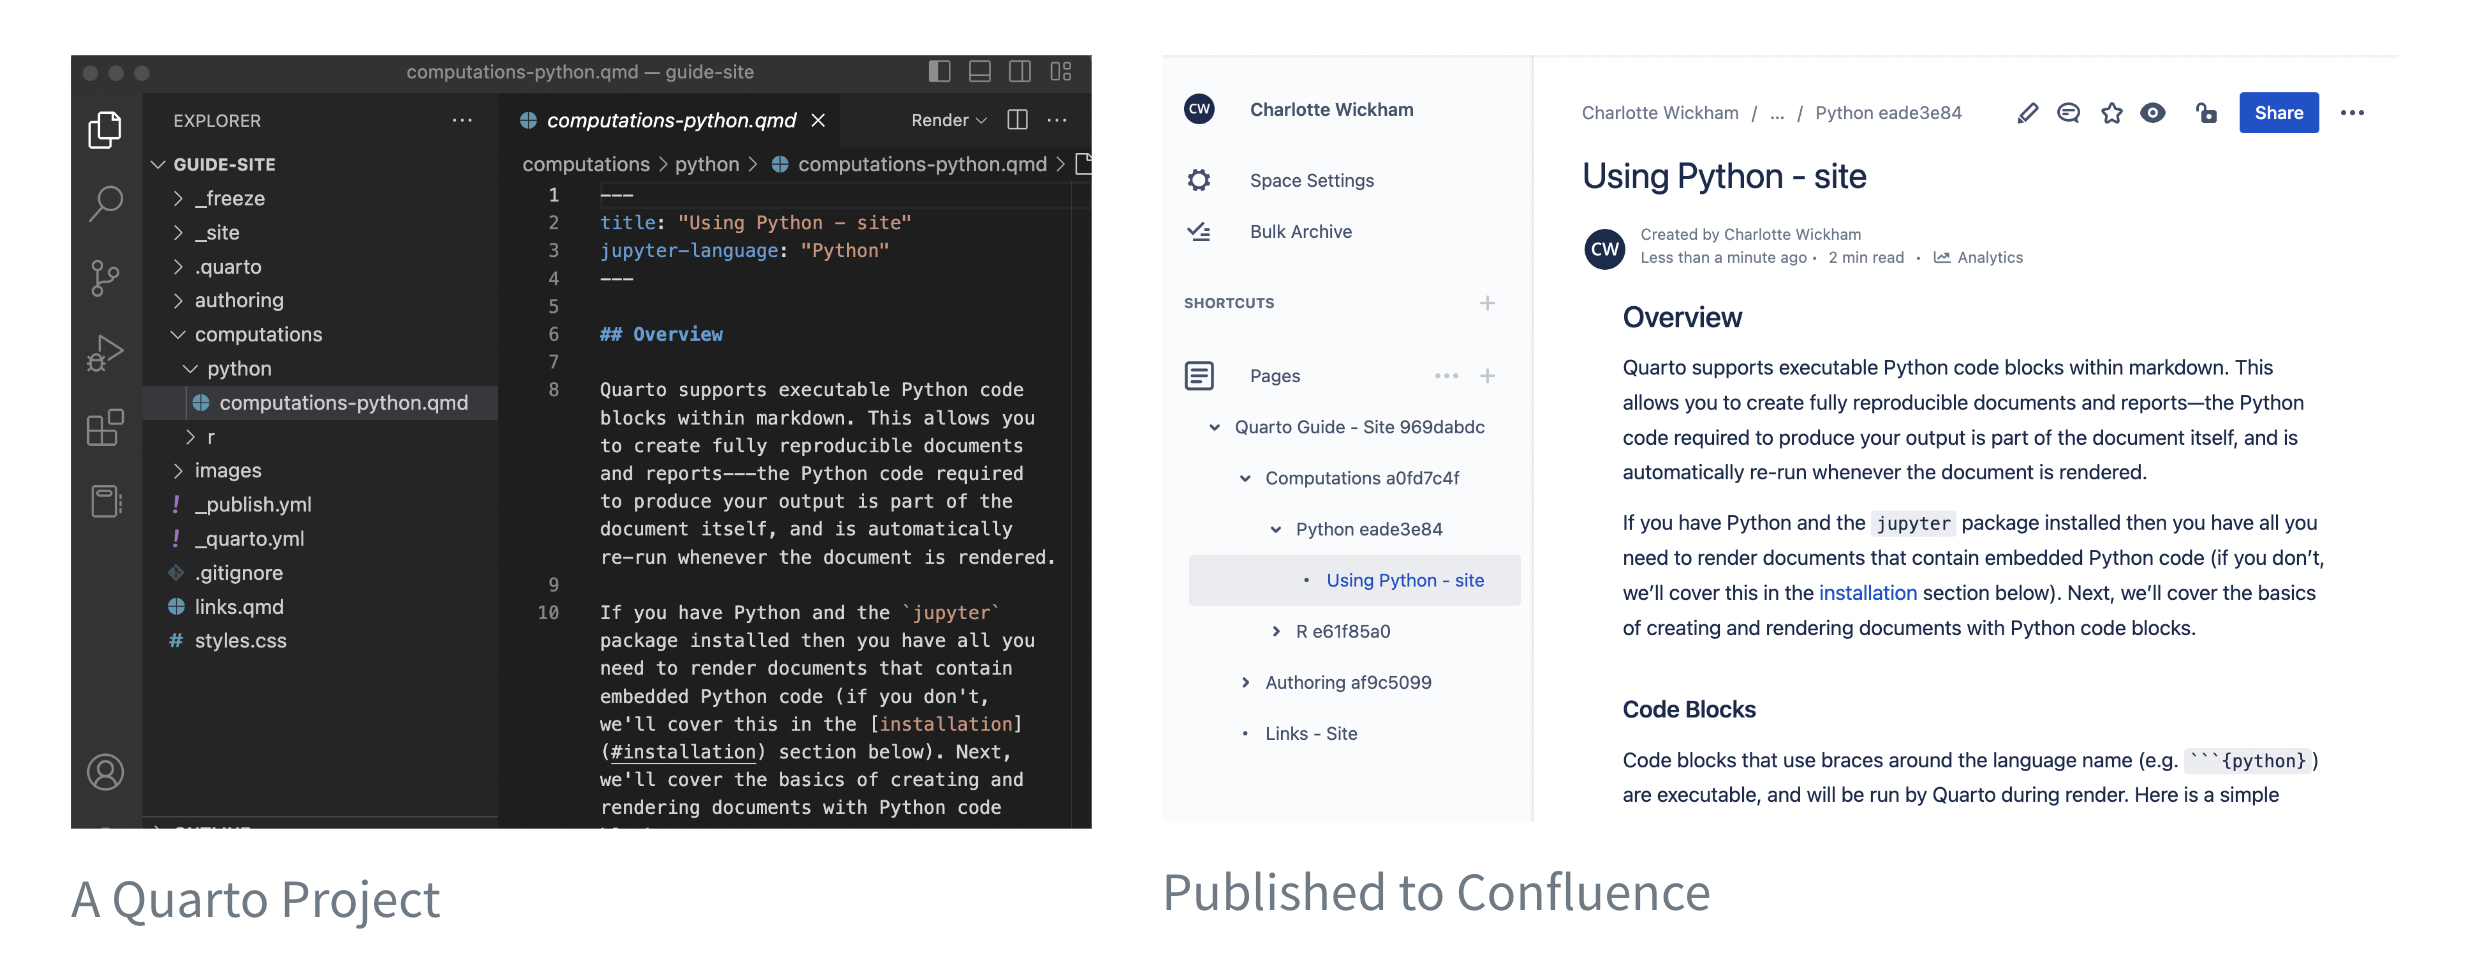 computations-python.qmd — guide-site
EXPLORER
GUIDE-SITE
_freeze
_site
.quarto
authoring
computations
python
computations-python.qmd
r
images
_publish.yml
_quarto.yml
.gitignore
links.qmd
styles.css
computations-python.qmd
Render
computations > python > computations-python.qmd >
1 ---
2 title: "Using Python - site"
3 jupyter-language: "Python"
4 ---
5
6 ## Overview
7
8 Quarto supports executable Python code
blocks within markdown. This allows you
to create fully reproducible documents
and reports---the Python code required
to produce your output is part of the
document itself, and is automatically
re-run whenever the document is rendered.
9
10 If you have Python and the `jupyter`
package installed then you have all you
need to render documents that contain
embedded Python code (if you don't,
we'll cover this in the [installation]
(#installation) section below). Next,
we'll cover the basics of creating and
rendering documents with Python code
A Quarto Project
CW Charlotte Wickham
Space Settings
Bulk Archive
SHORTCUTS
Pages
Quarto Guide - Site 969dabdc
Computations a0fd7c4f
Python eade3e84
Using Python - site
R e61f85a0
Authoring af9c5099
Links - Site
Charlotte Wickham / ... / Python eade3e84
Share
Using Python - site
CW
Created by Charlotte Wickham
Less than a minute ago • 2 min read • Analytics
Overview
Quarto supports executable Python code blocks within markdown. This
allows you to create fully reproducible documents and reports—the Python
code required to produce your output is part of the document itself, and is
automatically re-run whenever the document is rendered.
If you have Python and the jupyter package installed then you have all you
need to render documents that contain embedded Python code (if you don’t,
we’ll cover this in the installation section below). Next, we’ll cover the basics
of creating and rendering documents with Python code blocks.
Code Blocks
Code blocks that use braces around the language name (e.g. ```{python})
are executable, and will be run by Quarto during render. Here is a simple
Published to Confluence